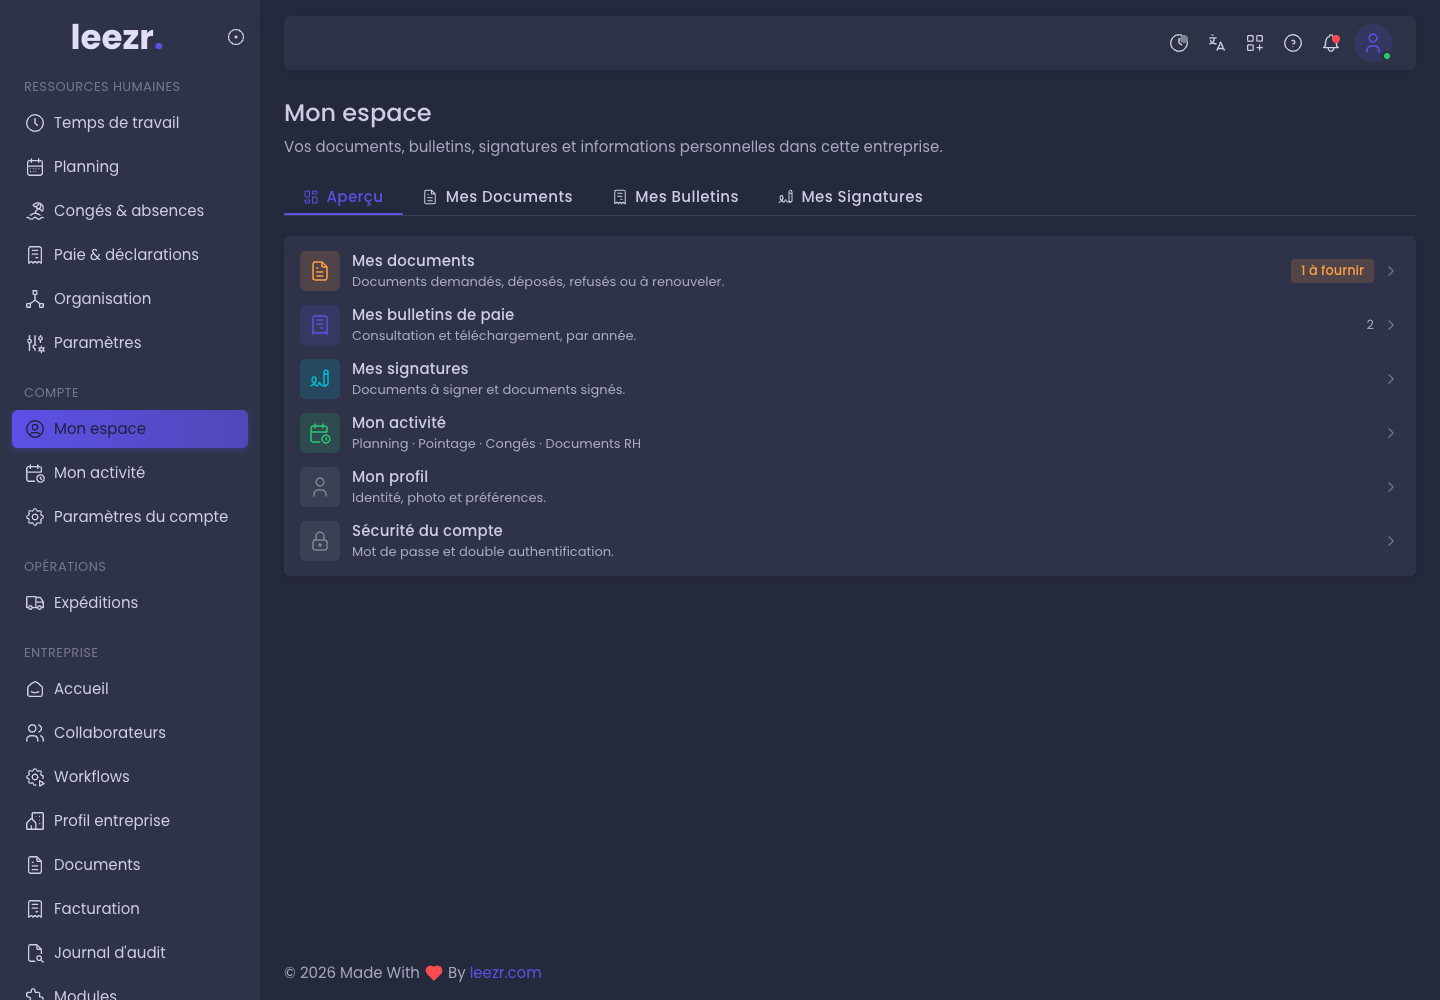 leezr.
RESSOURCES HUMAINES
Temps de travail
Planning
Congés & absences
Paie & déclarations
Organisation
Paramètres
COMPTE
Mon espace
Mon activité
Paramètres du compte
OPÉRATIONS
Expéditions
ENTREPRISE
Accueil
Collaborateurs
Workflows
Profil entreprise
Documents
Facturation
Journal d'audit
Modules
Mon espace
Vos documents, bulletins, signatures et informations personnelles dans cette entreprise.
Aperçu Mes Documents Mes Bulletins Mes Signatures
Mes documents
Documents demandés, déposés, refusés ou à renouveler.
1 à fournir
Mes bulletins de paie
Consultation et téléchargement, par année.
2
Mes signatures
Documents à signer et documents signés.
Mon activité
Planning · Pointage · Congés · Documents RH
Mon profil
Identité, photo et préférences.
Sécurité du compte
Mot de passe et double authentification.
© 2026 Made With By leezr.com